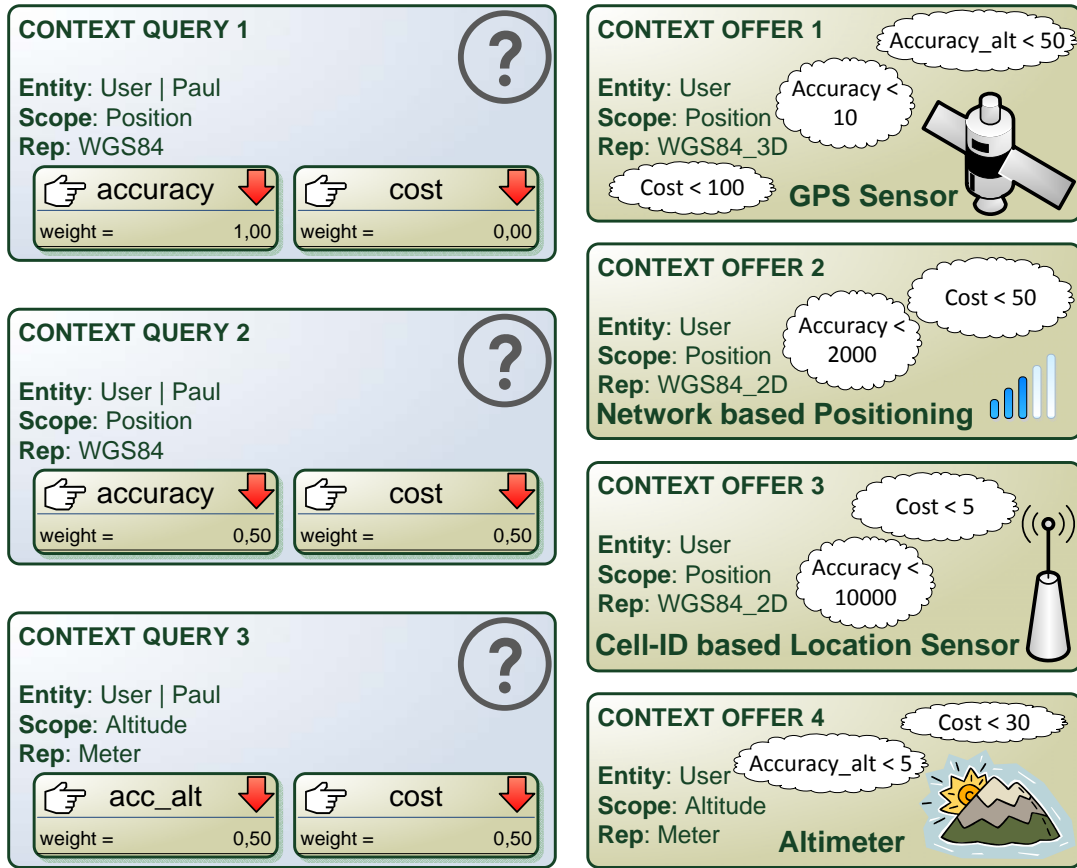 CONTEXT QUERY 1
Entity: User | Paul
Scope: Position
Rep: WGS84
accuracy
weight = 1,00
cost
weight = 0,00
CONTEXT QUERY 2
Entity: User | Paul
Scope: Position
Rep: WGS84
accuracy
weight = 0,50
cost
weight = 0,50
CONTEXT QUERY 3
Entity: User | Paul
Scope: Altitude
Rep: Meter
acc_alt
weight = 0,50
cost
weight = 0,50
CONTEXT OFFER 1
Accuracy_alt < 50
Entity: User
Scope: Position
Rep: WGS84_3D
Accuracy <
10
Cost < 100
GPS Sensor
CONTEXT OFFER 2
Cost < 50
Entity: User
Scope: Position
Rep: WGS84_2D
Accuracy <
2000
Network based Positioning
CONTEXT OFFER 3
Cost < 5
Entity: User
Scope: Position
Rep: WGS84_2D
Accuracy <
10000
Cell-ID based Location Sensor
CONTEXT OFFER 4
Cost < 30
Accuracy_alt < 5
Entity: User
Scope: Altitude
Rep: Meter
Altimeter